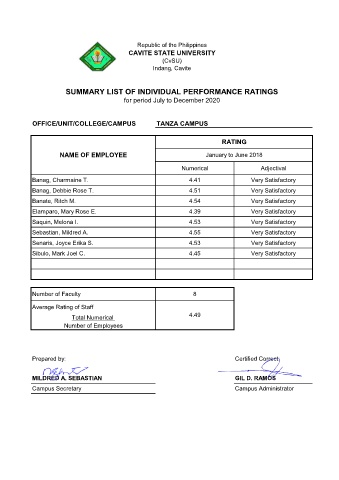 Republic of the Philippines
CAVITE STATE UNIVERSITY
(CvSU)
Indang, Cavite
SUMMARY LIST OF INDIVIDUAL PERFORMANCE RATINGS
for period July to December 2020
OFFICE/UNIT/COLLEGE/CAMPUS TANZA CAMPUS
NAME OF EMPLOYEE RATING
January to June 2018
Numerical Adjectival
Banag, Charmaine T. 4.41 Very Satisfactory
Banag, Debbie Rose T. 4.51 Very Satisfactory
Banate, Ritch M. 4.54 Very Satisfactory
Elamparo, Mary Rose E. 4.39 Very Satisfactory
Saquin, Melona I. 4.53 Very Satisfactory
Sebastian, Mildred A. 4.55 Very Satisfactory
Senaris, Joyce Erika S. 4.53 Very Satisfactory
Sibulo, Mark Joel C. 4.45 Very Satisfactory
Number of Faculty 8
Average Rating of Staff
Total Numerical 4.49
Number of Employees
Prepared by: Certified Correct:
MILDRED A. SEBASTIAN GIL D. RAMOS
Campus Secretary Campus Administrator